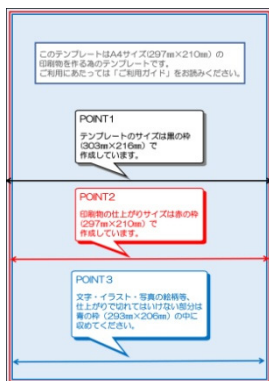 このテンプレートはA4サイズ(297㎜×210㎜)の
印刷物を作る為のテンプレートです。
ご利用にあたっては「ご利用ガイド」をお読みください。
POINT1
テンプレートのサイズは黒の枠
(303㎜×216㎜)で
作成しています。
POINT2
印刷物の仕上がりサイズは赤の枠
(297㎜×210㎜)で
作成しています。
POINT3
文字・イラスト・写真の絵柄等、
仕上がりで切れてはいけない部分は
青の枠(293㎜×206㎜)の中に
収めてください。